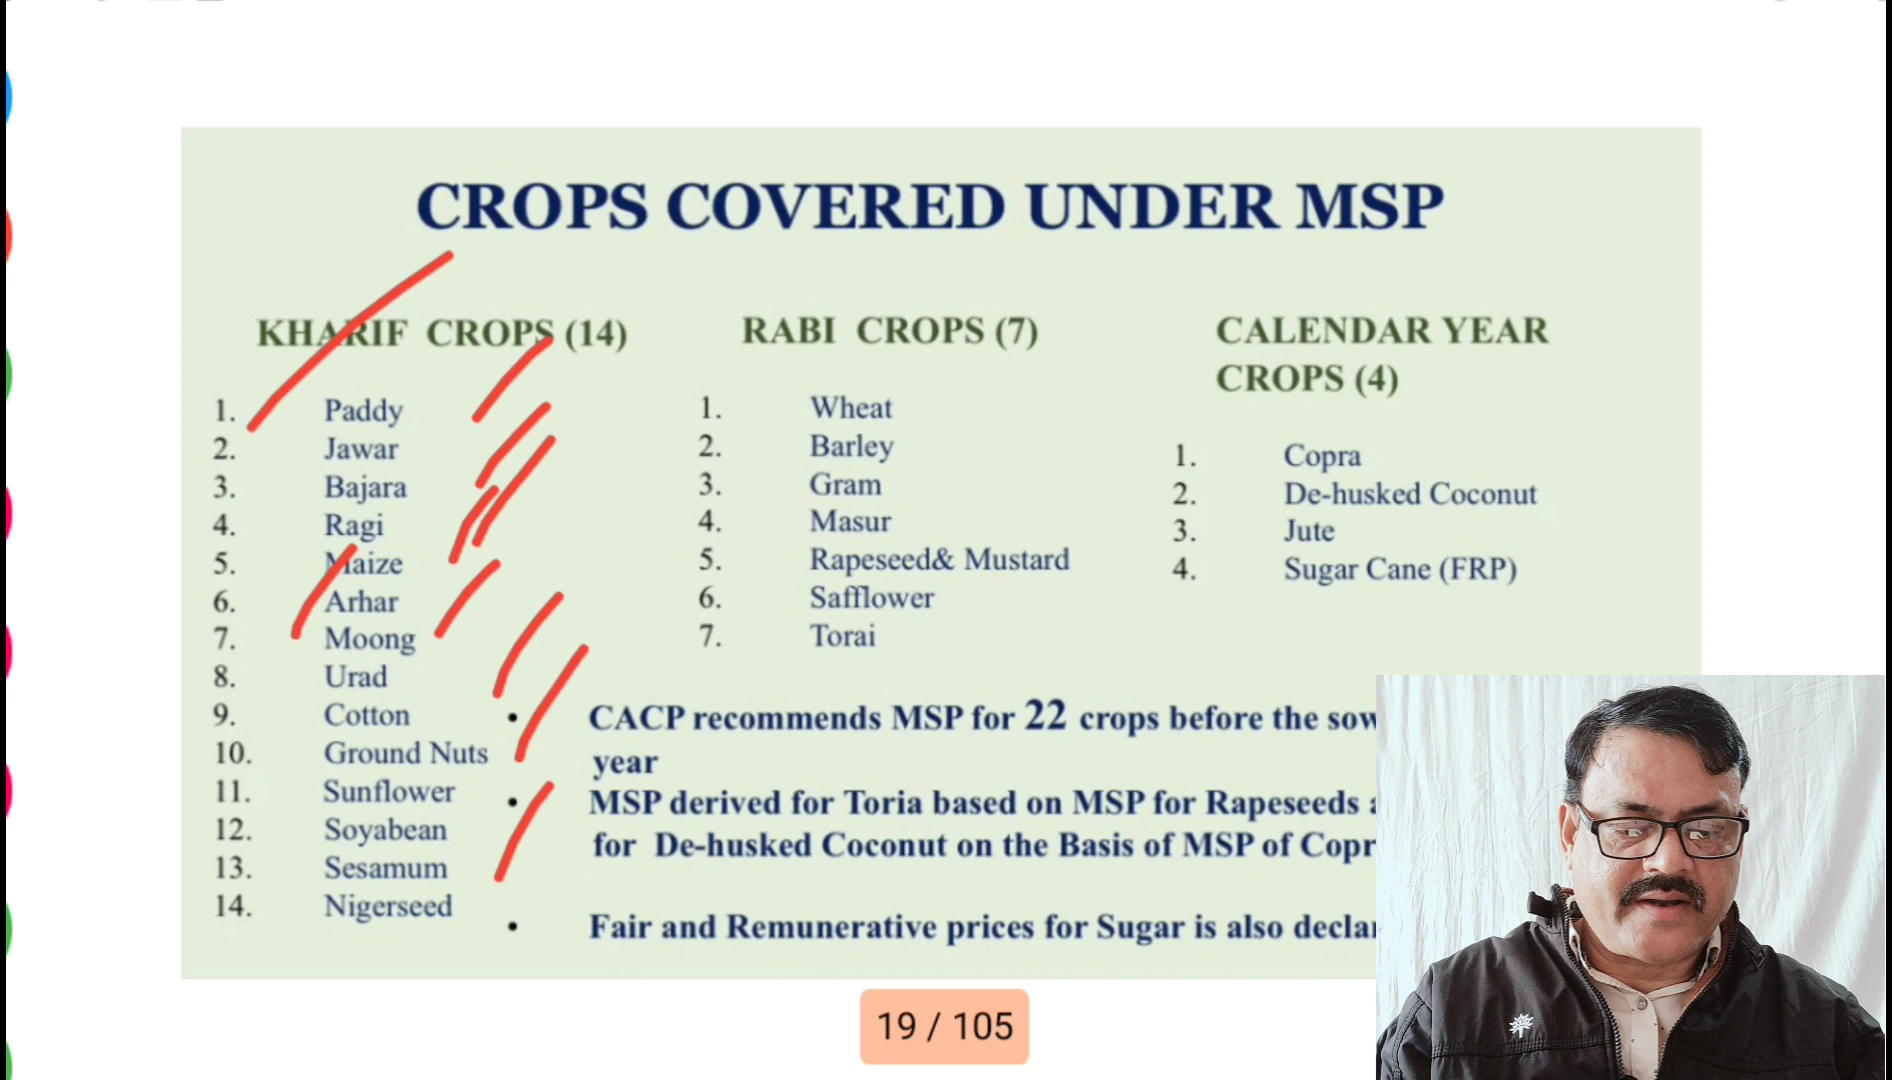 CROPS COVERED UNDER MSP
KHARIF CROPS (14)
1. Paddy
2. Jawar
3. Bajara
4. Ragi
5. Maize
6. Arhar
7. Moong
8. Urad
9. Cotton
10. Ground Nuts
11. Sunflower
12. Soyabean
13. Sesamum
14. Nigerseed
RABI CROPS (7)
1. Wheat
2. Barley
3. Gram
4. Masur
5. Rapeseed& Mustard
6. Safflower
7. Torai
CALENDAR YEAR
CROPS (4)
1. Copra
2. De-husked Coconut
3. Jute
4. Sugar Cane (FRP)
• CACP recommends MSP for 22 crops before the
year
• MSP derived for Toria based on MSP for Rapeseeds
for De-husked Coconut on the Basis of MSP of
• Fair and Remunerative prices for Sugar is also
19 / 105